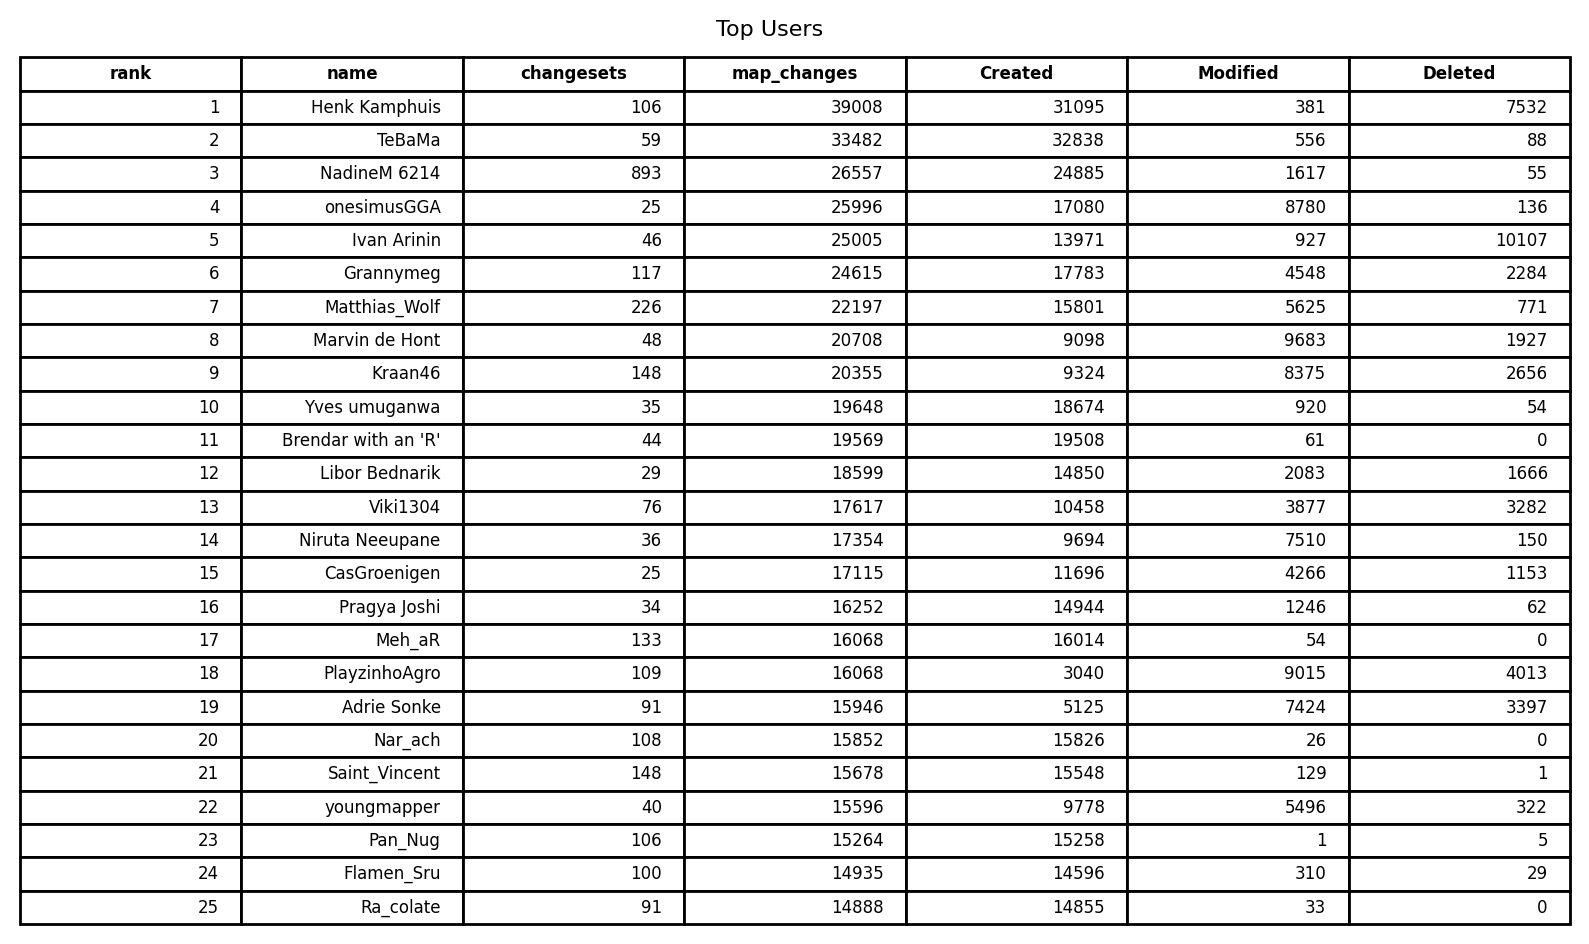 Top Users
rank name changesets map_changes Created Modified Deleted
1 Henk Kamphuis 106 39008 31095 381 7532
2 TeBaMa 59 33482 32838 556 88
3 NadineM 6214 893 26557 24885 1617 55
4 onesimusGGA 25 25996 17080 8780 136
5 Ivan Arinin 46 25005 13971 927 10107
6 Grannymeg 117 24615 17783 4548 2284
7 Matthias_Wolf 226 22197 15801 5625 771
8 Marvin de Hont 48 20708 9098 9683 1927
9 Kraan46 148 20355 9324 8375 2656
10 Yves umuganwa 35 19648 18674 920 54
11 Brendar with an 'R' 44 19569 19508 61 0
12 Libor Bednarik 29 18599 14850 2083 1666
13 Viki1304 76 17617 10458 3877 3282
14 Niruta Neeupane 36 17354 9694 7510 150
15 CasGroenigen 25 17115 11696 4266 1153
16 Pragya Joshi 34 16252 14944 1246 62
17 Meh_aR 133 16068 16014 54 0
18 PlayzinhoAgro 109 16068 3040 9015 4013
19 Adrie Sonke 91 15946 5125 7424 3397
20 Nar_ach 108 15852 15826 26 0
21 Saint_Vincent 148 15678 15548 129 1
22 youngmapper 40 15596 9778 5496 322
23 Pan_Nug 106 15264 15258 1 5
24 Flamen_Sru 100 14935 14596 310 29
25 Ra_colate 91 14888 14855 33 0